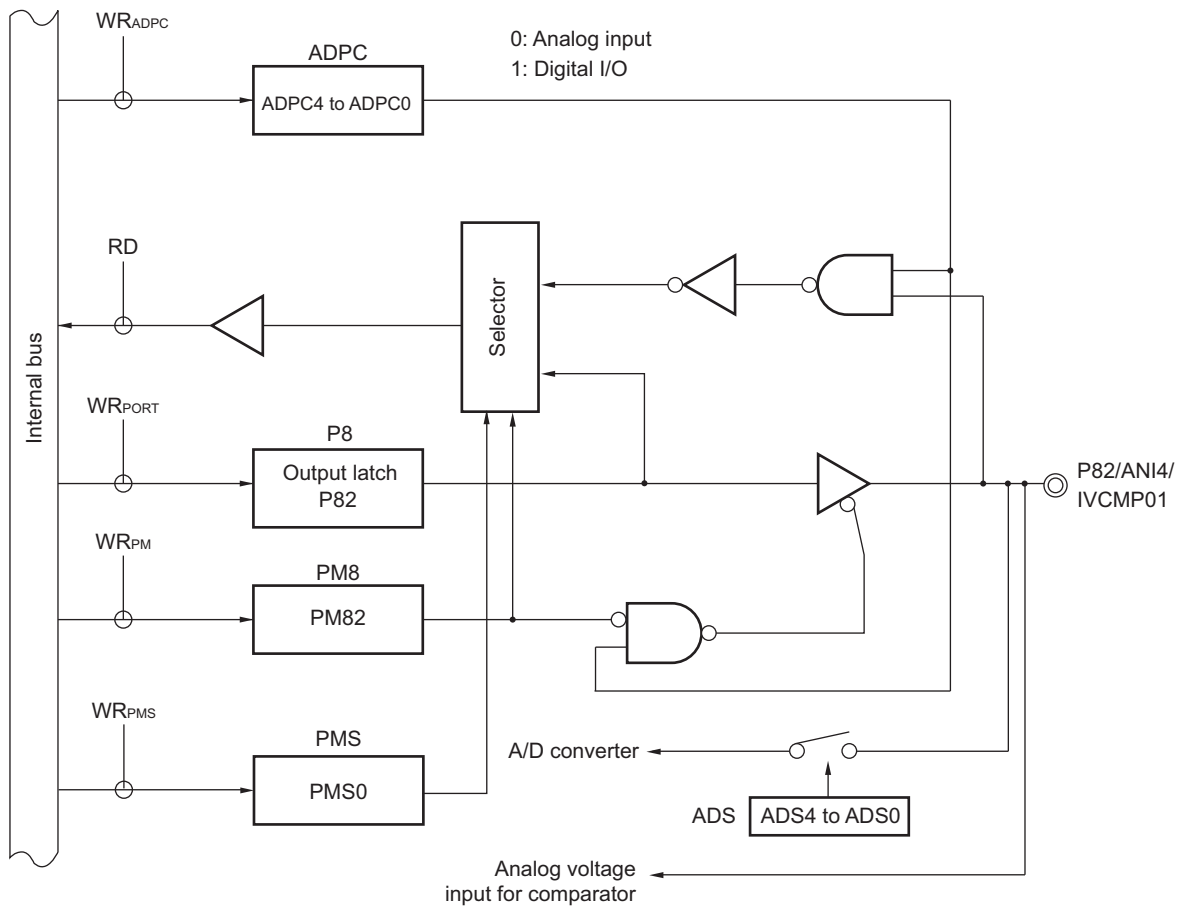 WRADPC
ADPC
0: Analog input
1: Digital I/O
ADPC4 to ADPC0
RD
Selector
Internal bus
WRPORT
P8
Output latch
P82
P82/ANI4/
IVCMP01
WRPM
PM8
PM82
WRPMS
PMS
PMS0
A/D converter
ADS
ADS4 to ADS0
Analog voltage
input for comparator